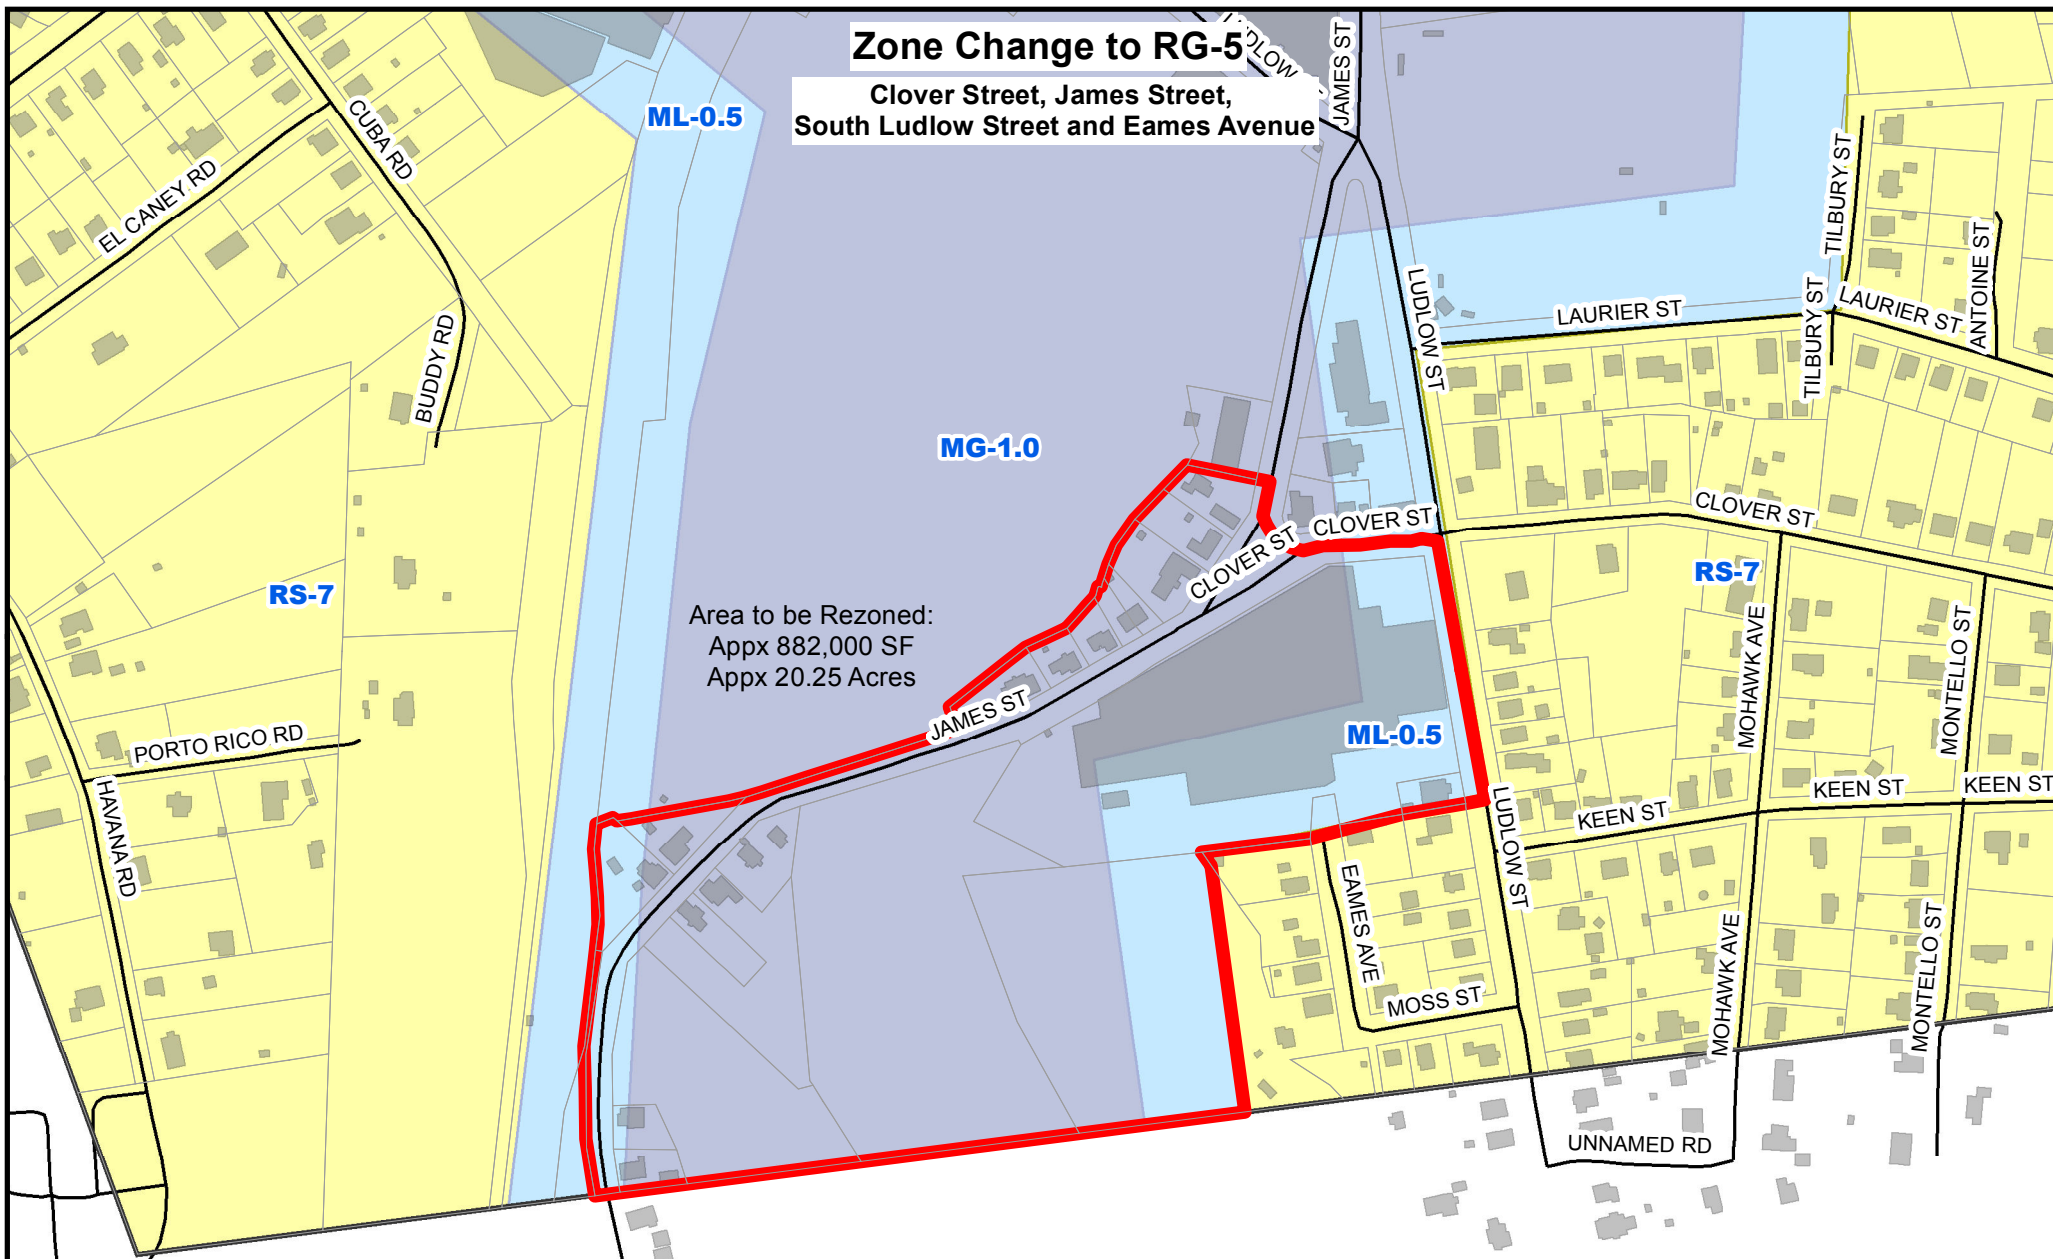 Zone Change to RG-5
Clover Street, James Street,
South Ludlow Street and Eames Avenue
LUDLOW
JAMES ST
ML-0.5
CUBA RD
EL CANEY RD
TILBURY ST
ANTOINE ST
LUDLOW ST
LAURIER ST
TILBURY ST
LAURIER ST
BUDDY RD
MG-1.0
CLOVER ST
CLOVER ST
CLOVER ST
RS-7
RS-7
Area to be Rezoned:
Appx 882,000 SF
Appx 20.25 Acres
MOHAWK AVE
MONTELLO ST
JAMES ST
ML-0.5
PORTO RICO RD
HAVANA RD
LUDLOW ST
KEEN ST
KEEN ST
KEEN ST
EAMES AVE
MOSS ST
MOHAWK AVE
MONTELLO ST
UNNAMED RD